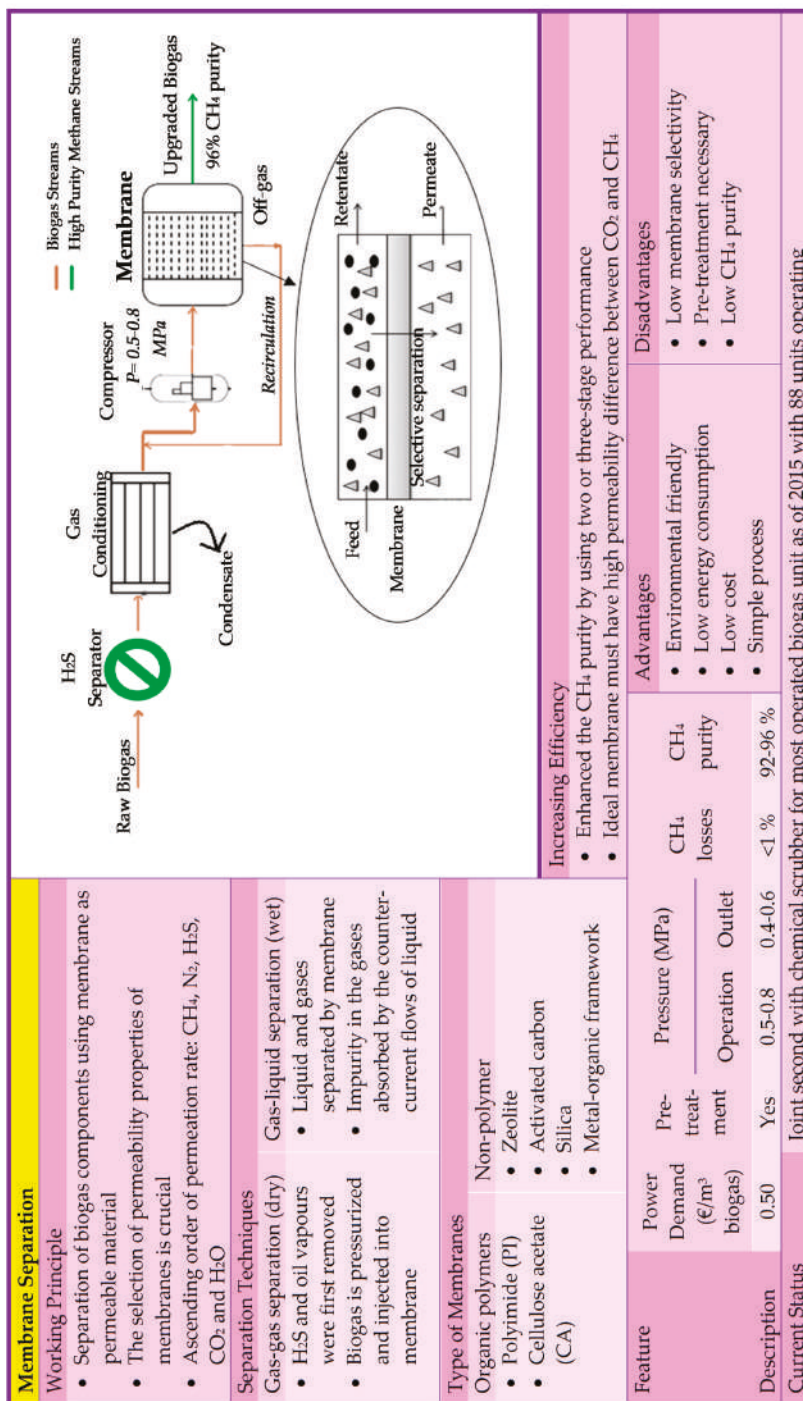 Membrane Separation
Working Principle
• Separation of biogas components using membrane as
permeable material
• The selection of permeability properties of
membranes is crucial
• Ascending order of permeation rate: CH₄, N₂, H₂S,
CO₂ and H₂O
Separation Techniques
Gas-gas separation (dry)
• H₂S and oil vapours
were first removed
• Biogas is pressurized
and injected into
membrane
Gas-liquid separation (wet)
• Liquid and gases
separated by membrane
• Impurity in the gases
absorbed by the counter-
current flows of liquid
Type of Membranes
Organic polymers
• Polyimide (PI)
• Cellulose acetate
(CA)
Non-polymer
• Zeolite
• Activated carbon
• Silica
• Metal-organic framework
Biogas Streams
High Purity Methane Streams
Raw Biogas
H2S
Separator
Gas
Conditioning
Condensate
Compressor
P= 0.5-0.8
MPa
Membrane
Upgraded Biogas
96% CH₄ purity
Off-gas
Recirculation
Feed
Retentate
Membrane
Selective separation
Permeate
Increasing Efficiency
• Enhanced the CH₄ purity by using two or three-stage performance
• Ideal membrane must have high permeability difference between CO₂ and CH₄
Feature
Power
Demand
(€/m³
biogas)
Pre-
treat-
ment
Pressure (MPa)
Operation Outlet
CH₄
losses
CH₄
purity
Description 0.50 Yes 0.5-0.8 0.4-0.6 <1 % 92-96 %
Advantages
• Environmental friendly
• Low energy consumption
• Low cost
• Simple process
Disadvantages
• Low membrane selectivity
• Pre-treatment necessary
• Low CH₄ purity
Current Status Joint second with chemical scrubber for most operated biogas unit as of 2015 with 88 units operating